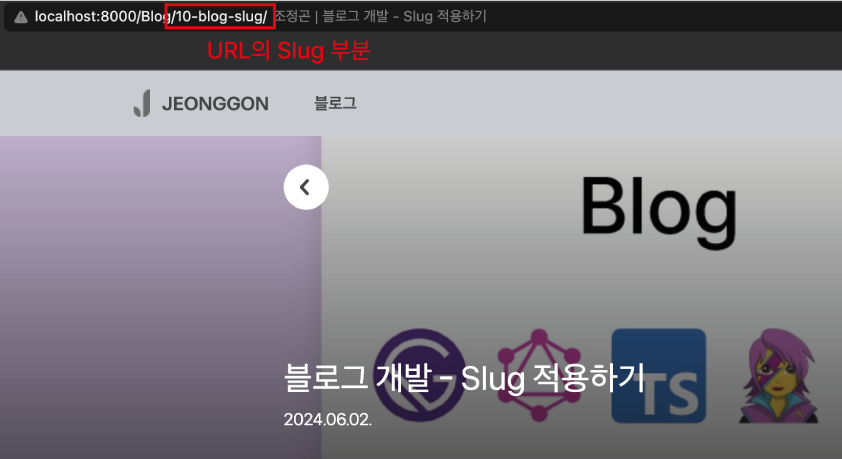 localhost:8000/Blog/10-blog-slug/ 조정곤 | 블로그 개발 - Slug 적용하기
URL의 Slug 부분
JEONGGON 블로그
Blog
TS
블로그 개발 - Slug 적용하기
2024.06.02.